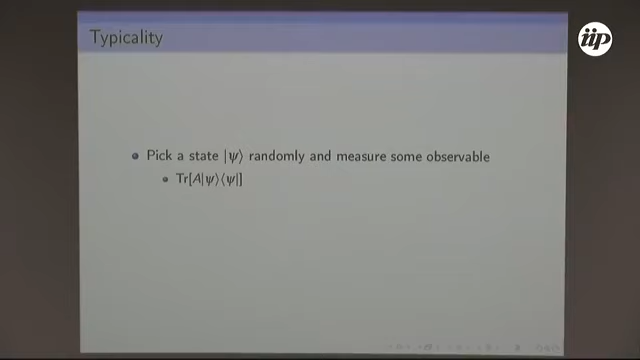 Typicality
iip
Pick a state |ψ⟩ randomly and measure some observable
Tr[A|ψ⟩⟨ψ|]